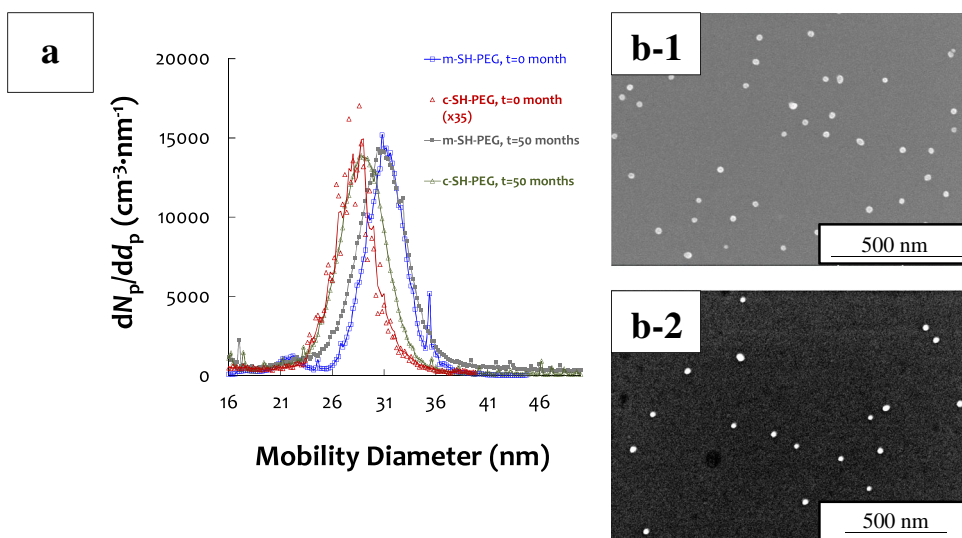 a
20000
15000
10000
5000
0
16 21 26 31 36 41 46
dNp/ddp (cm-3·nm-1)
Mobility Diameter (nm)
m-SH-PEG, t=0 month
c-SH-PEG, t=0 month
(x35)
m-SH-PEG, t=50 months
c-SH-PEG, t=50 months
b-1
500 nm
b-2
500 nm